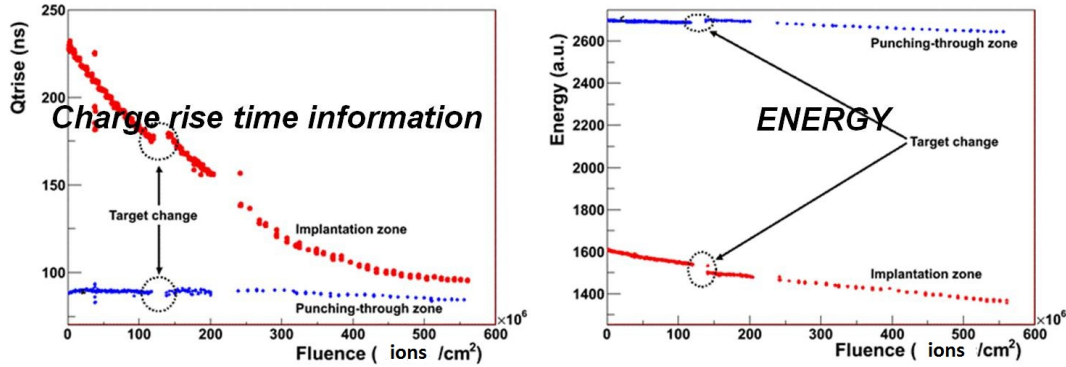 250
200
150
100
Qtrise (ns)
Charge rise time information
Target change
Implantation zone
Punching-through zone
0 100 200 300 400 500 600
×10⁶
Fluence ( ions /cm²)
2600
2400
2200
2000
1800
1600
1400
Energy (a.u.)
Punching-through zone
ENERGY
Target change
Implantation zone
0 100 200 300 400 500 600
×10⁶
Fluence ( ions /cm²)